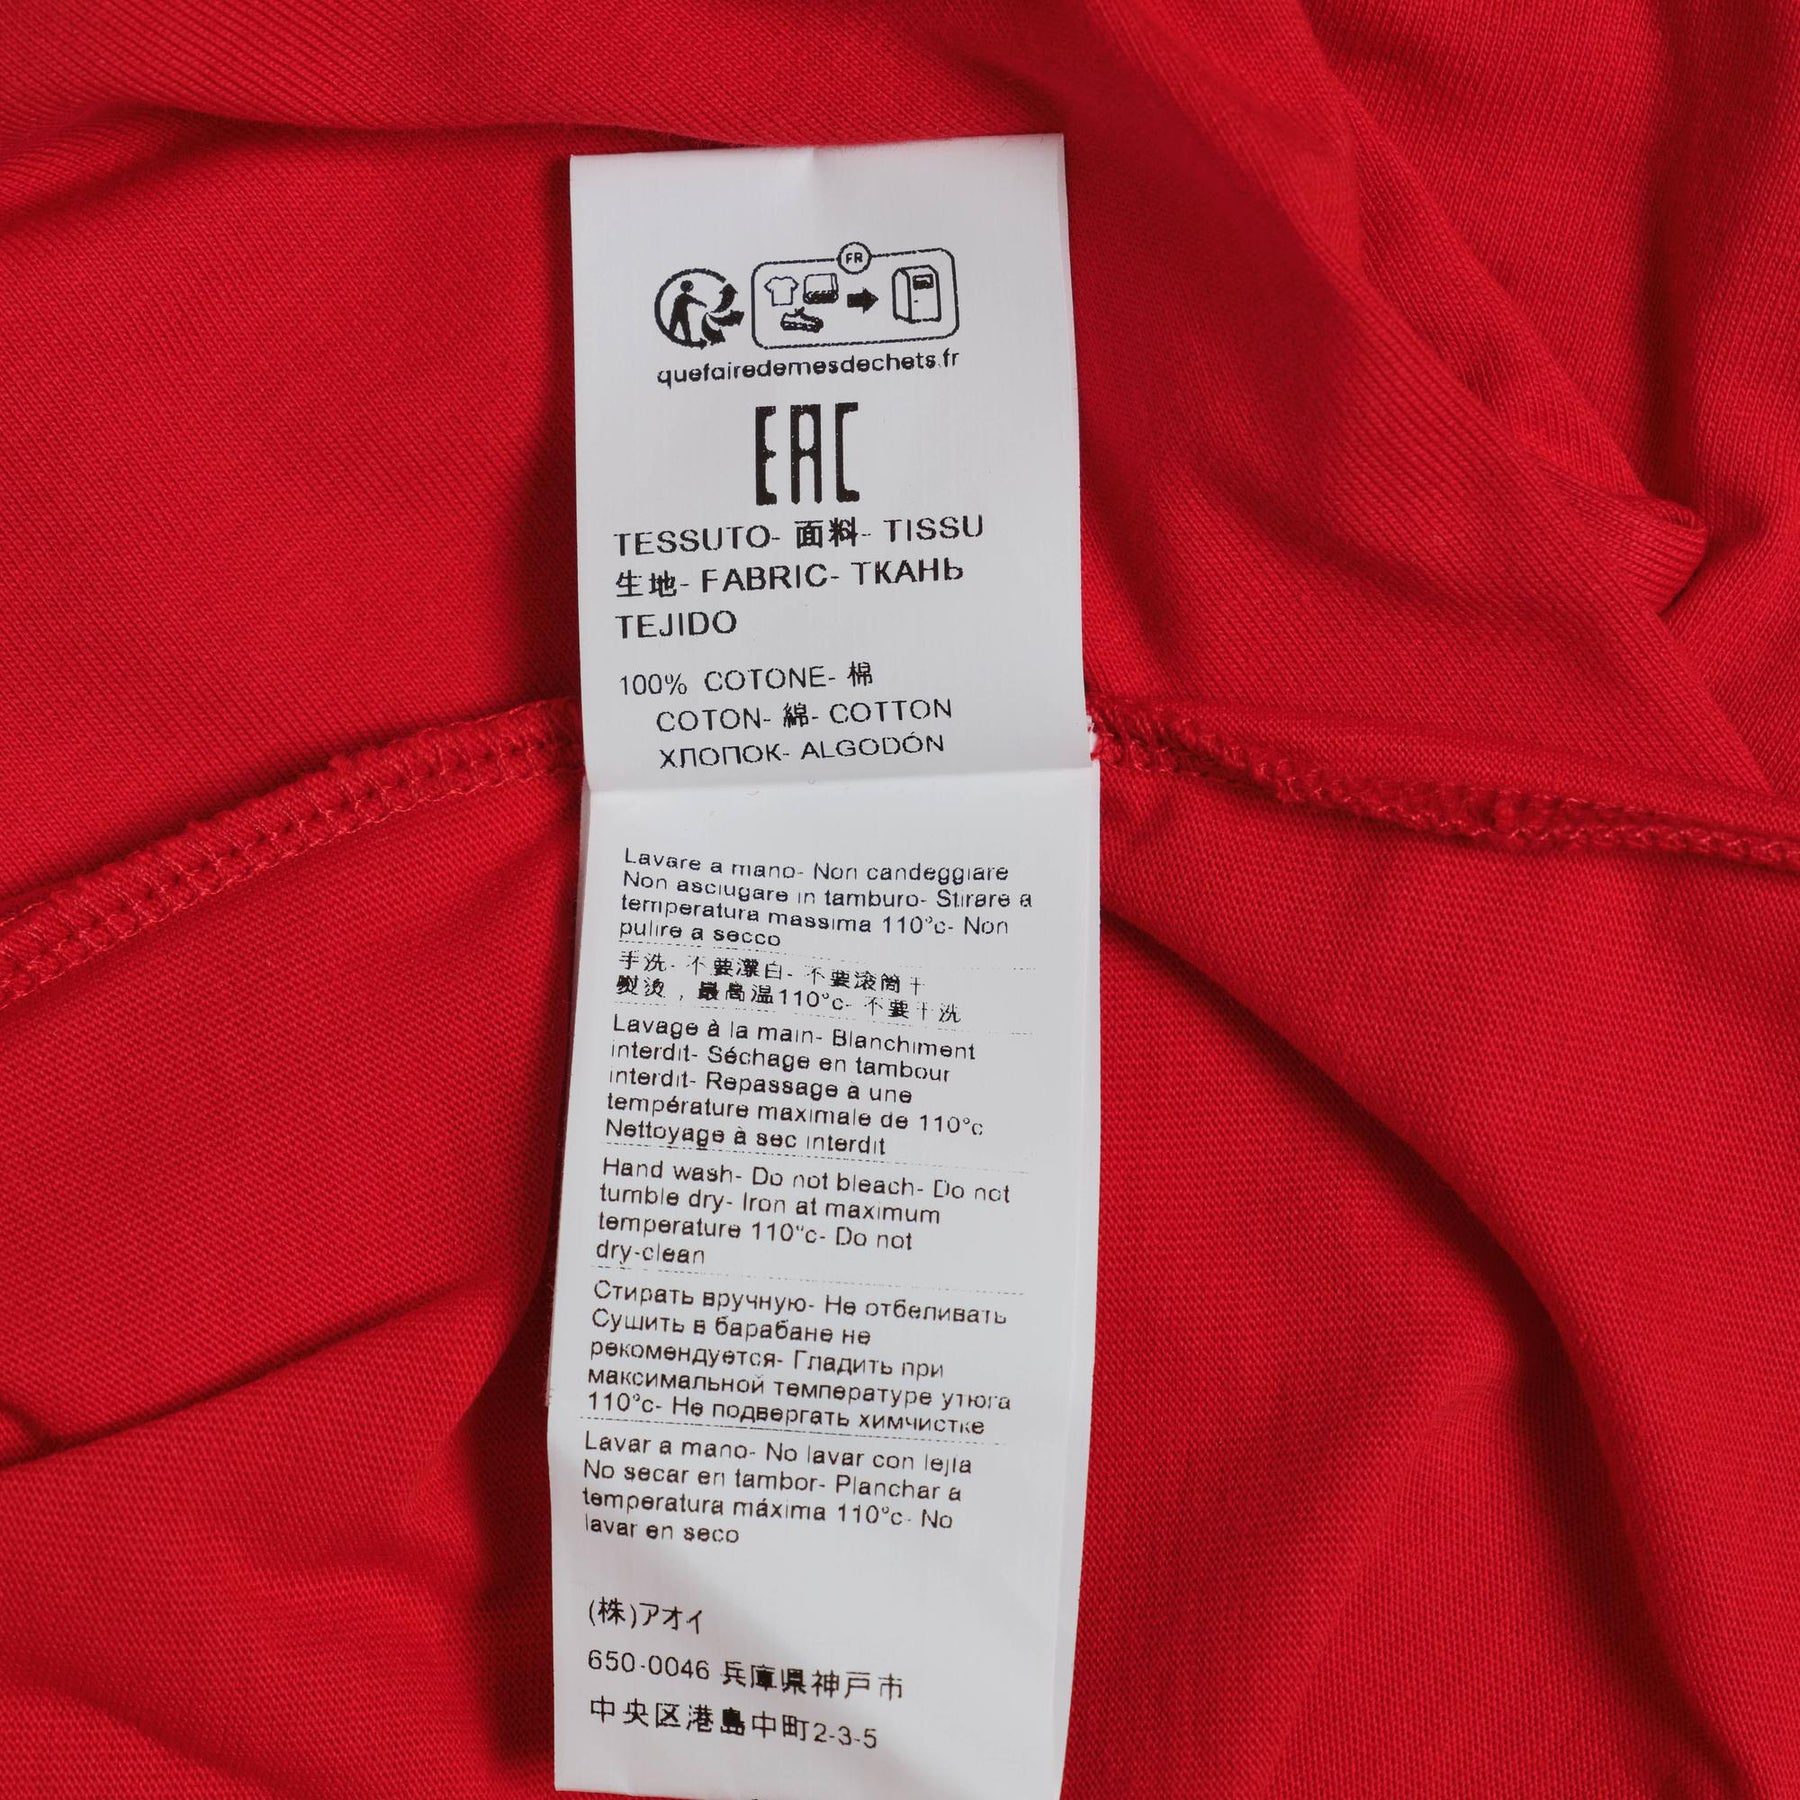 FR
quefairedemesdechets.fr
EAC
TESSUTO- 面料- TISSU
生地- FABRIC- ТКАНЬ
TEJIDO
100% COTONE- 棉
COTON- 綿- COTTON
ХЛОПОК- ALGODÓN
Lavare a mano- Non candeggiare
Non asciugare in tamburo- Stirare a
temperatura massima 110°c- Non
pulire a secco
手洗- 不要漂白- 不要滚筒干
熨烫，最高温110°c- 不要干洗
Lavage à la main- Blanchiment
interdit- Séchage en tambour
interdit- Repassage à une
température maximale de 110°c
Nettoyage à sec interdit
Hand wash- Do not bleach- Do not
tumble dry- Iron at maximum
temperature 110°c- Do not
dry-clean
Стирать вручную- Не отбеливать
Сушить в барабане не
рекомендуется- Гладить при
максимальной температуре утюга
110°c- Не подвергать химчистке
Lavar a mano- No lavar con lejía
No secar en tambor- Planchar a
temperatura máxima 110°c- No
lavar en seco
(株)アオイ
650-0046 兵庫県神戸市
中央区港島中町2-3-5